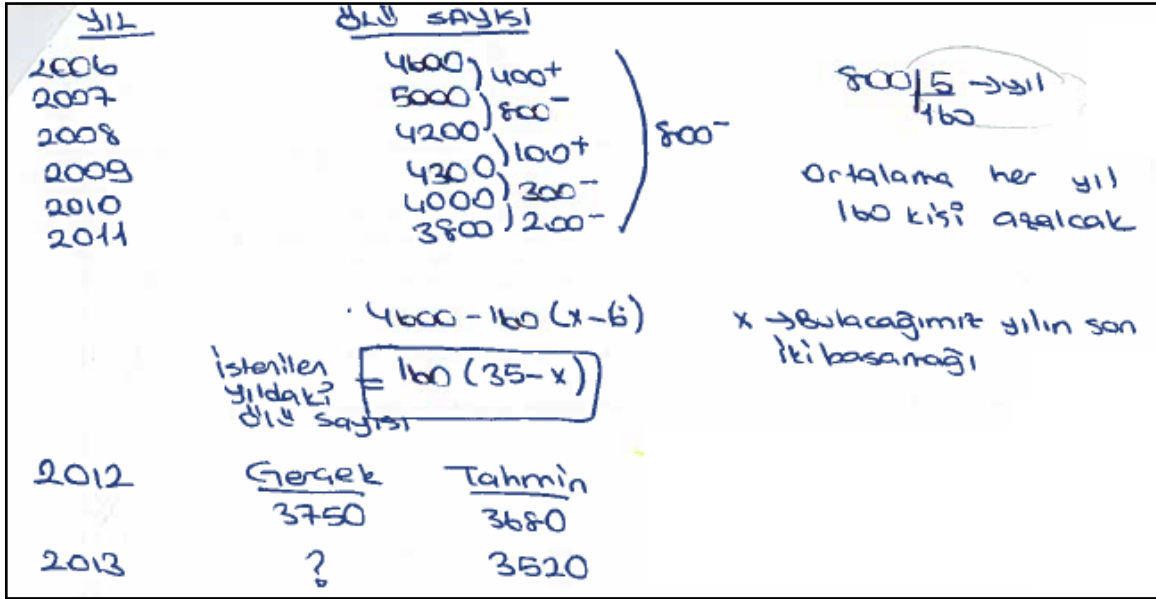 YIL ÖLÜ SAYISI
2006 4600
2007 5000
2008 4200
2009 4300
2010 4000
2011 3800
400+
800-
100+
300-
200-
800-
800 5 → yıl
160
Ortalama her yıl
160 kişi azalcak
. 4600 - 160 (x-6)
x → Bulacağımız yılın son
iki basamağı
İstenilen
yıldaki
ölü sayısı
= 160 (35-x)
2012 Gerçek Tahmin
3750 3680
2013 ? 3520